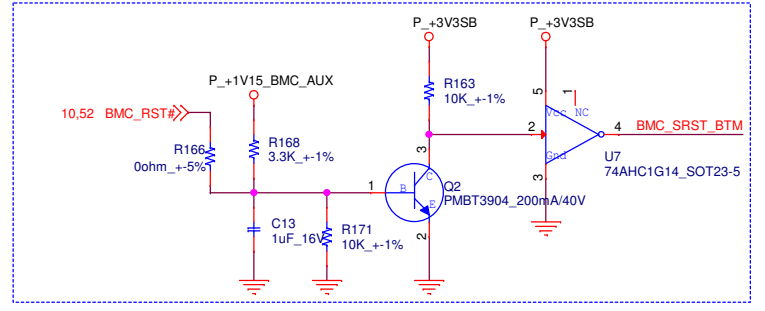 P_+3V3SB
P_+3V3SB
P_+1V15_BMC_AUX
R163
10K_+-1%
5
1
Vcc NC
10,52 BMC_RST#
R166
0ohm_+-5%
R168
3.3K_+-1%
3
2
4
BMC_SRST_BTM
Gnd
U7
74AHC1G14_SOT23-5
3
1
B
C
E
Q2
PMBT3904_200mA/40V
C13
1uF_16V
R171
10K_+-1%
2